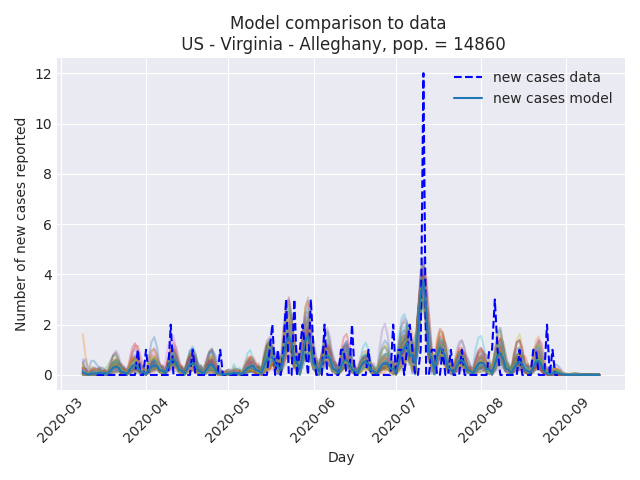 Model comparison to data
US - Virginia - Alleghany, pop. = 14860
new cases data
new cases model
Number of new cases reported
12
10
8
6
4
2
0
2020-03
2020-04
2020-05
2020-06
2020-07
2020-08
2020-09
Day